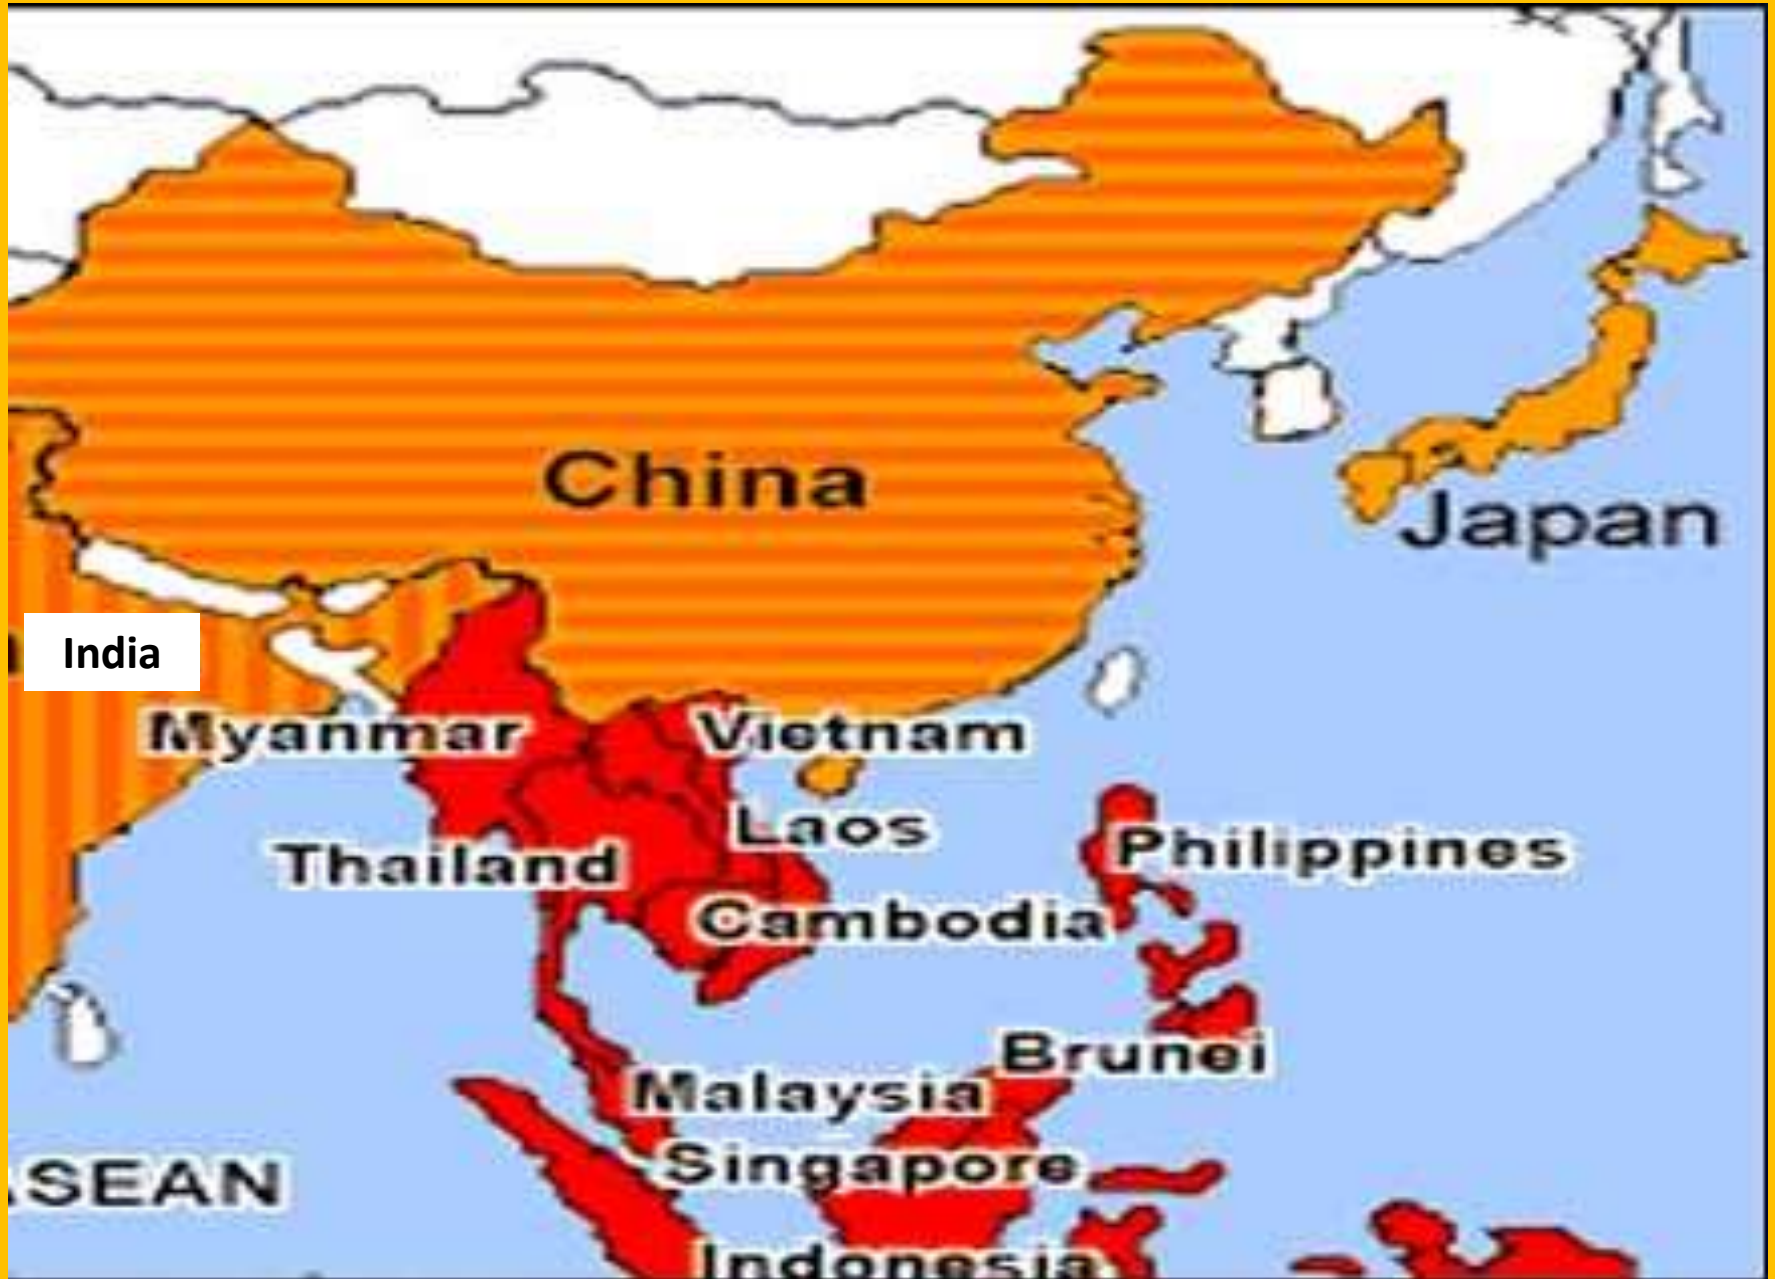 China
Japan
India
Myanmar
Vietnam
Laos
Philippines
Thailand
Cambodia
Brunei
Malaysia
Singapore
SEAN
Indonesia